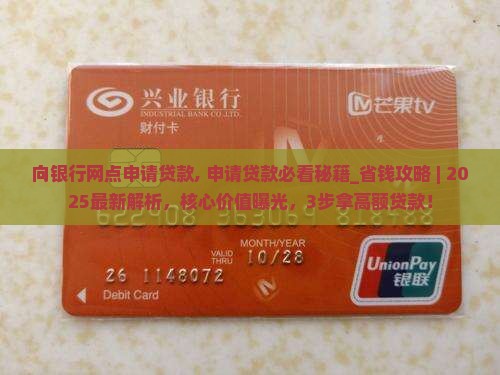 兴业银行
INDUSTRIAL BANK CO.,LTD.
财付卡
芒果tv
向银行网点申请贷款, 申请贷款必看秘籍_省钱攻略 | 20
25最新解析，核心价值曝光，3步拿高额贷款!
MONTH/YEAR
VALID
THRU
10/28
26 1148072
Debit Card
UnionPay
银联